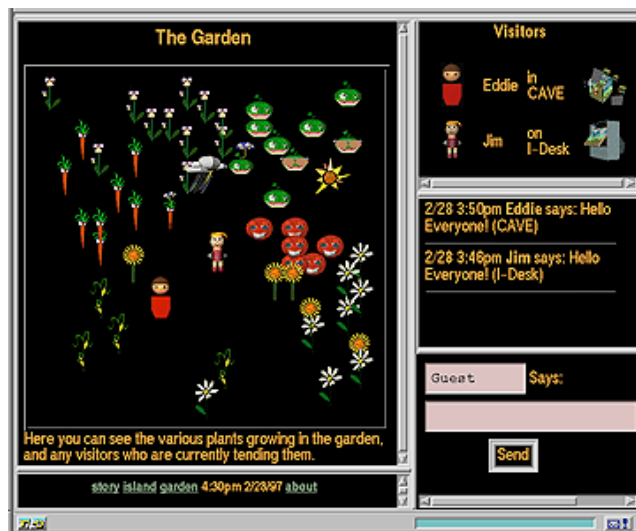 The Garden
Here you can see the various plants growing in the garden,
and any visitors who are currently tending them.
story island garden 4:30pm 2/28/97 about
Visitors
Eddie in CAVE
Jim on I-Desk
2/28 3:50pm Eddie says: Hello
Everyone! (CAVE)
2/28 3:46pm Jim says: Hello
Everyone! (I-Desk)
Guest Says:
Send